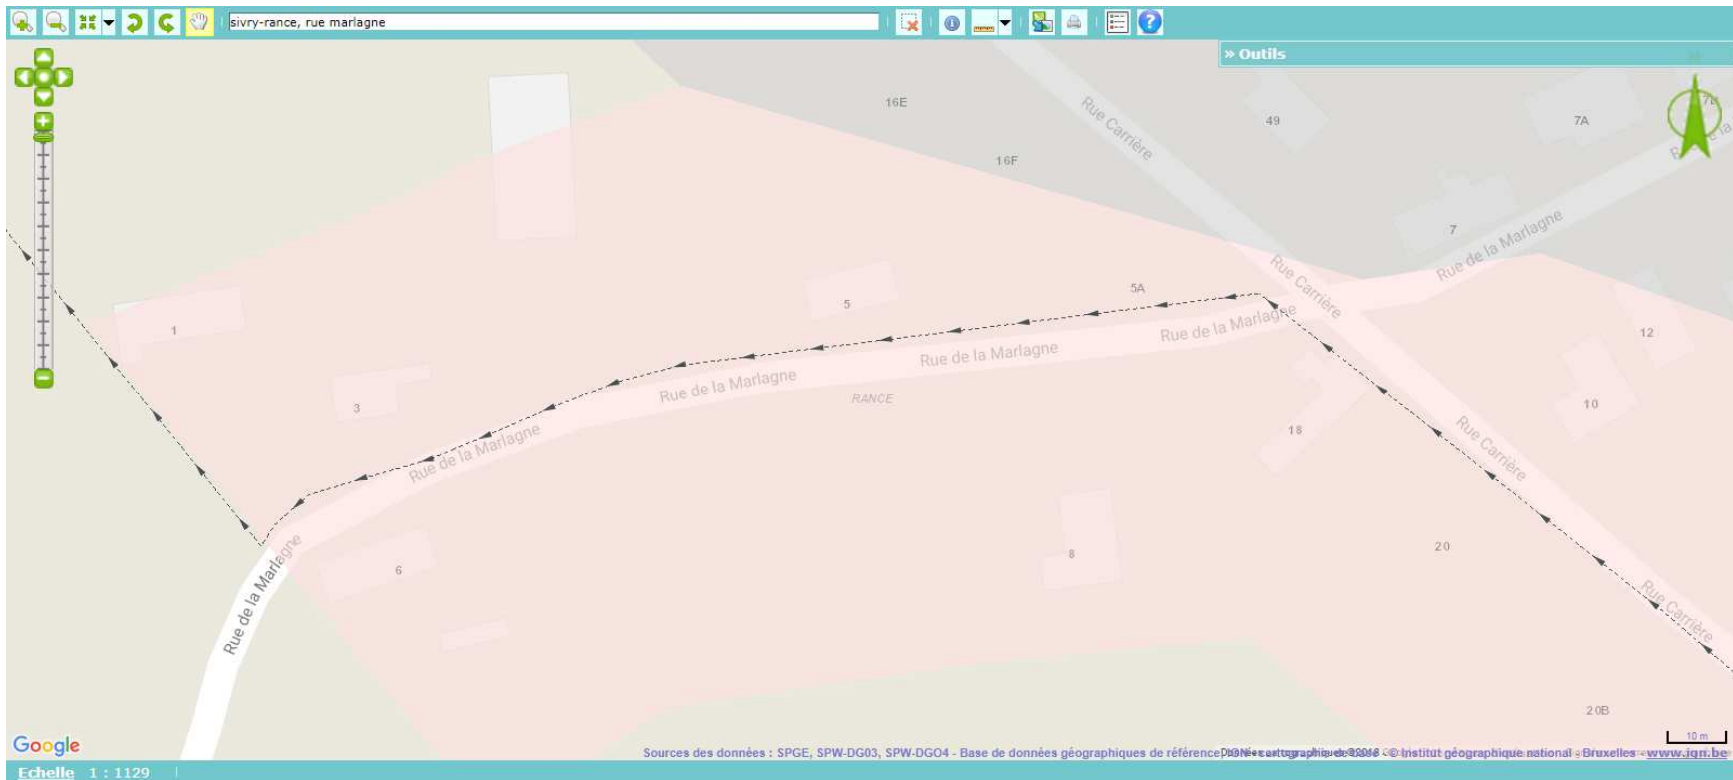 sivry-rance, rue marlagne
» Outils
16E
Rue Carrière
49
7A
16F
7
Rue de la Marlagne
Rue Carrière
5
5A
1
Rue de la Marlagne
12
Rue de la Marlagne
Rue de la Marlagne
RANCE
3
10
18
Rue de la Marlagne
Rue Carrière
6
8
20
Rue de la Marlagne
Rue Carrière
20B
10 m
Google
Sources des données : SPGE, SPW-DG03, SPW-DGO4 - Base de données géographiques de référence
© Institut géographique national - Bruxelles - www.ign.be
Echelle 1 : 1129